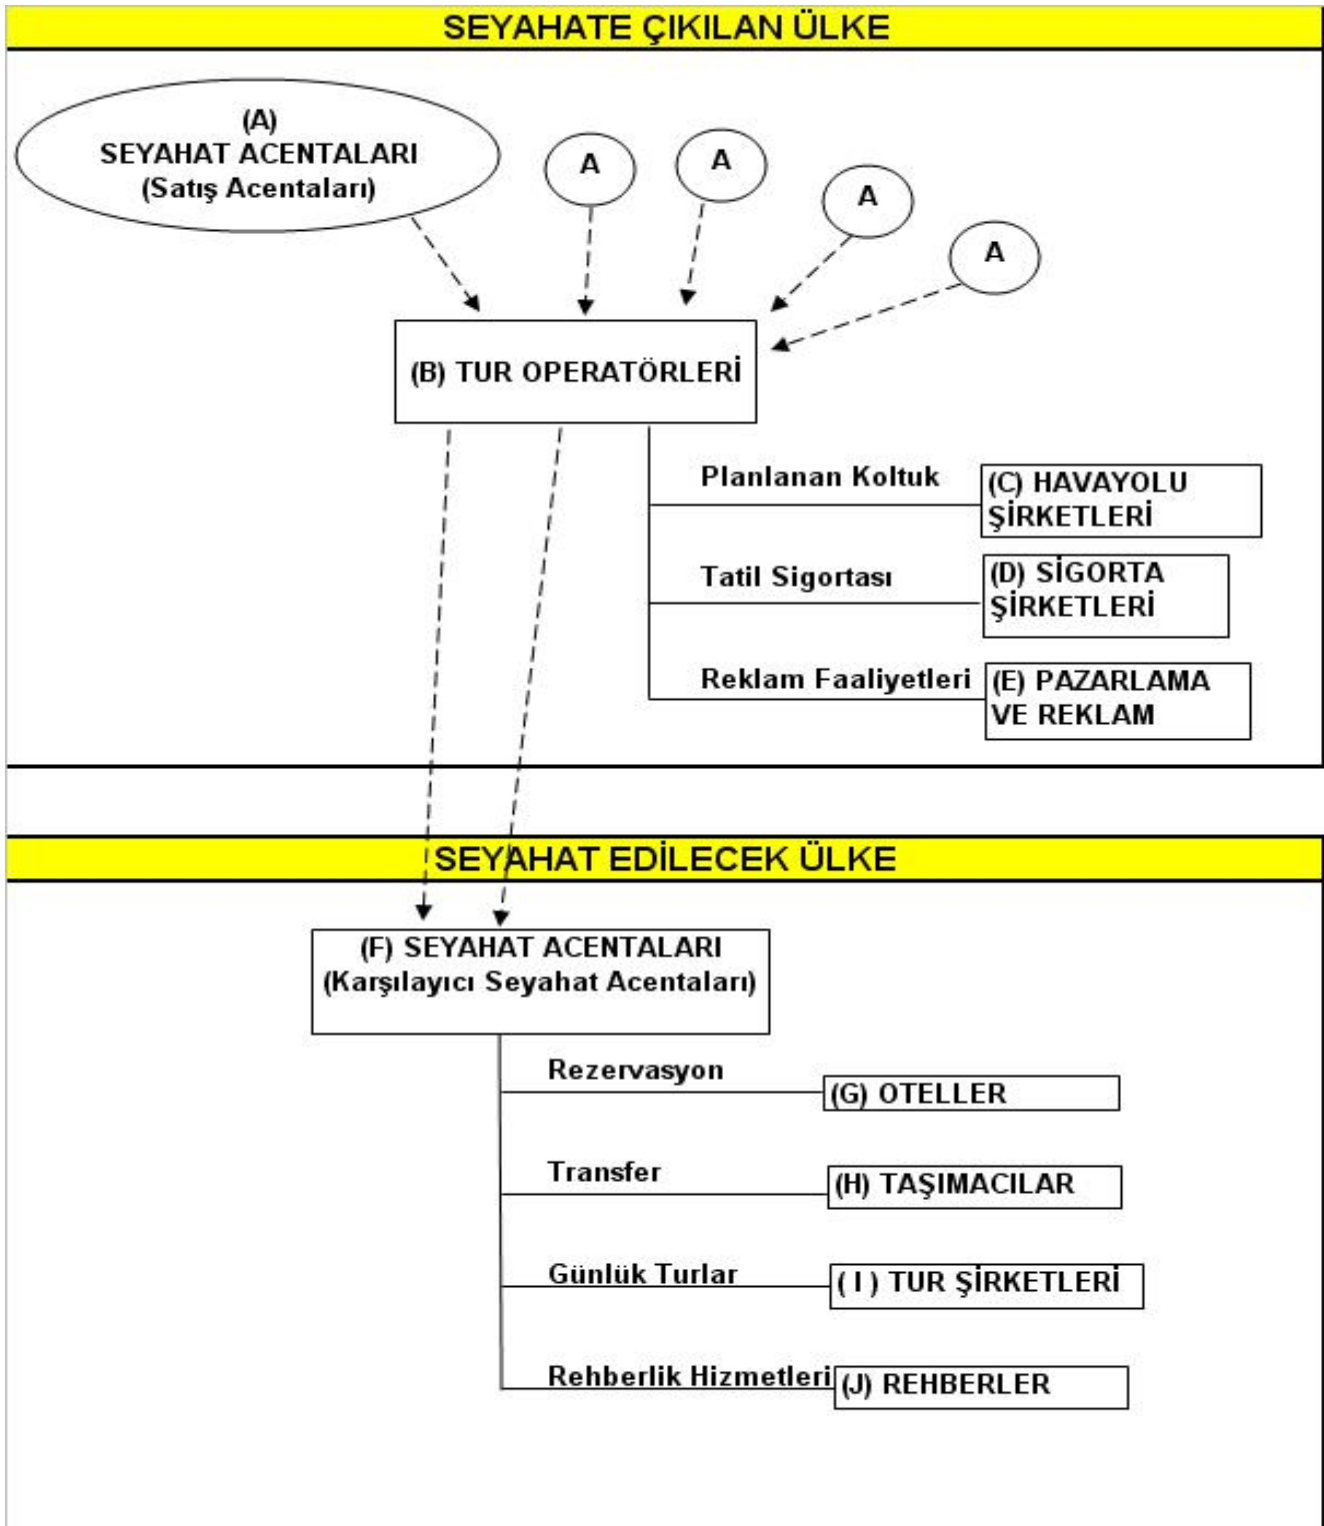 SEYAHATE ÇIKILAN ÜLKE
(A)
SEYAHAT ACENTALARI
(Satış Acentaları)
A
A
A
A
(B) TUR OPERATÖRLERİ
Planlanan Koltuk
(C) HAVAYOLU
ŞİRKETLERİ
Tatil Sigortası
(D) SİGORTA
ŞİRKETLERİ
Reklam Faaliyetleri
(E) PAZARLAMA
VE REKLAM
SEYAHAT EDİLECEK ÜLKE
(F) SEYAHAT ACENTALARI
(Karşılayıcı Seyahat Acentaları)
Rezervasyon
(G) OTELLER
Transfer
(H) TAŞIMACILAR
Günlük Turlar
( I ) TUR ŞİRKETLERİ
Rehberlik Hizmetleri
(J) REHBERLER